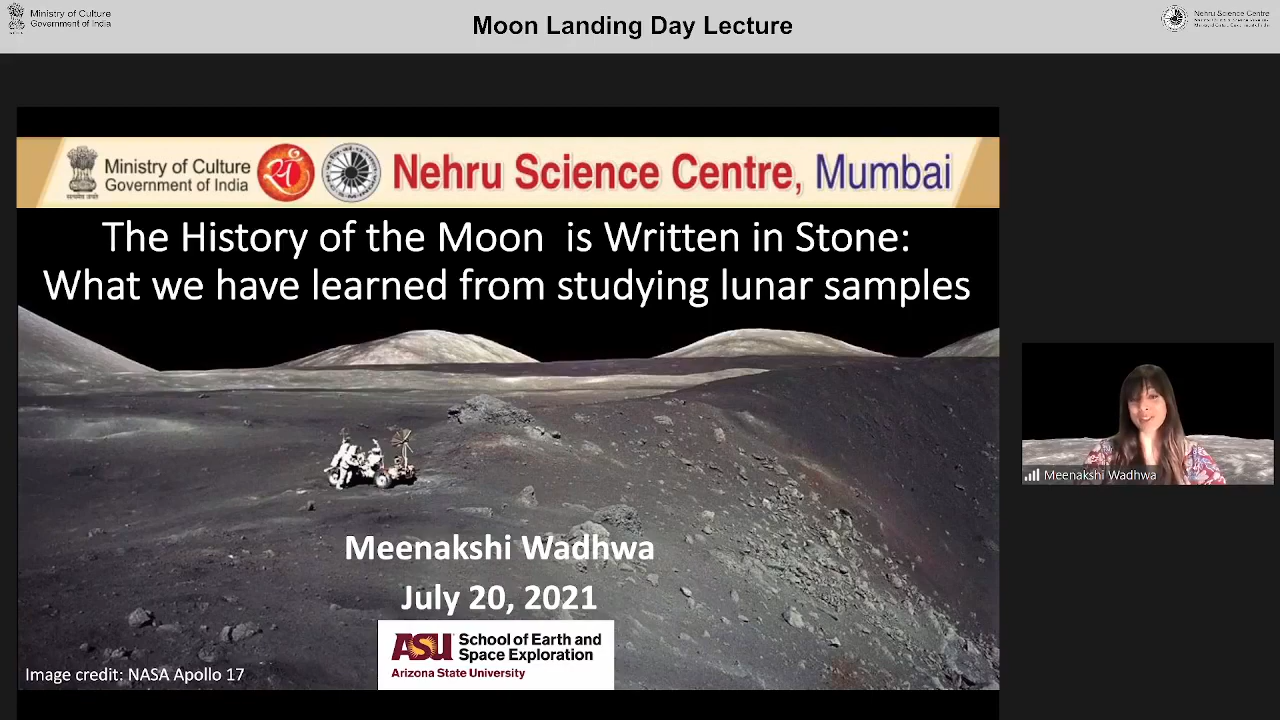 Ministry of Culture
Government of India
Moon Landing Day Lecture
Nehru Science Centre
Ministry of Culture
Government of India
Nehru Science Centre, Mumbai
The History of the Moon is Written in Stone:
What we have learned from studying lunar samples
Meenakshi Wadhwa
Meenakshi Wadhwa
July 20, 2021
ASU School of Earth and
Space Exploration
Arizona State University
Image credit: NASA Apollo 17